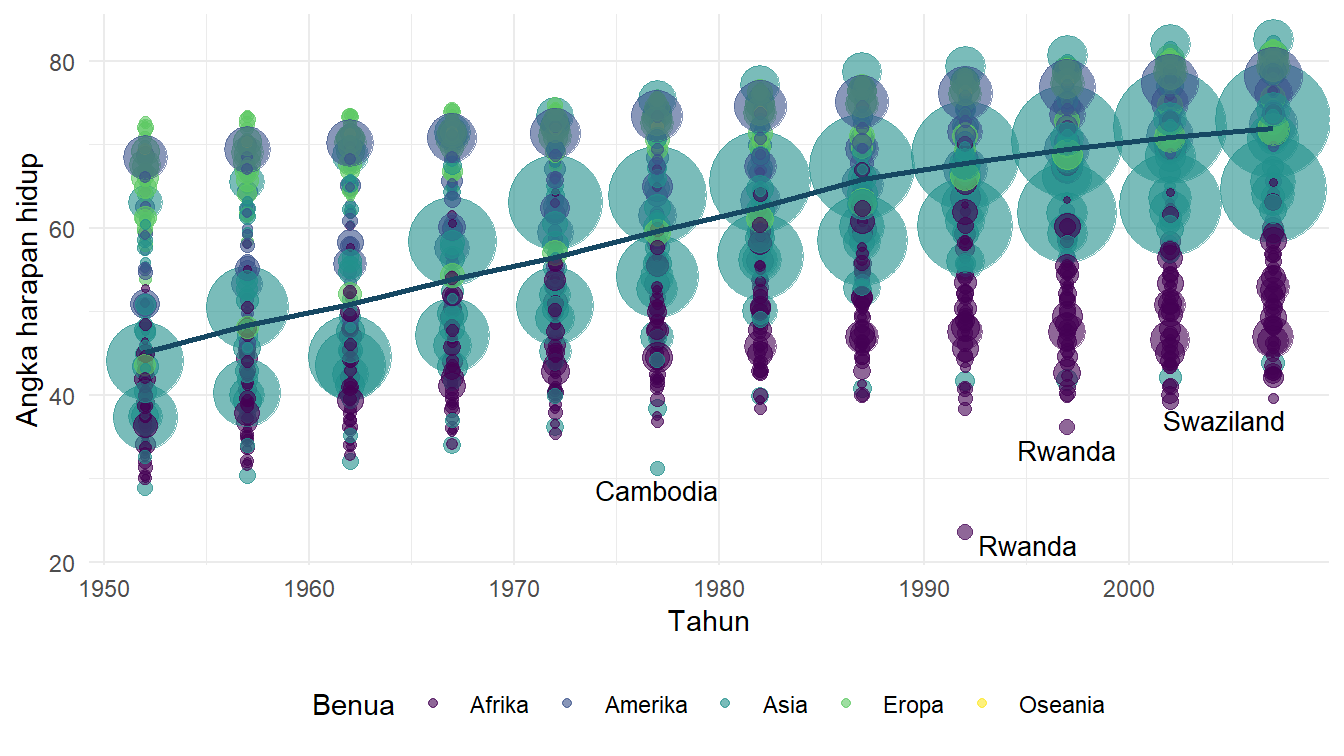 Angka harapan hidup
80
60
40
20
Swaziland
Rwanda
Cambodia
Rwanda
1950 1960 1970 1980 1990 2000
Tahun
Benua Afrika Amerika Asia Eropa Oseania